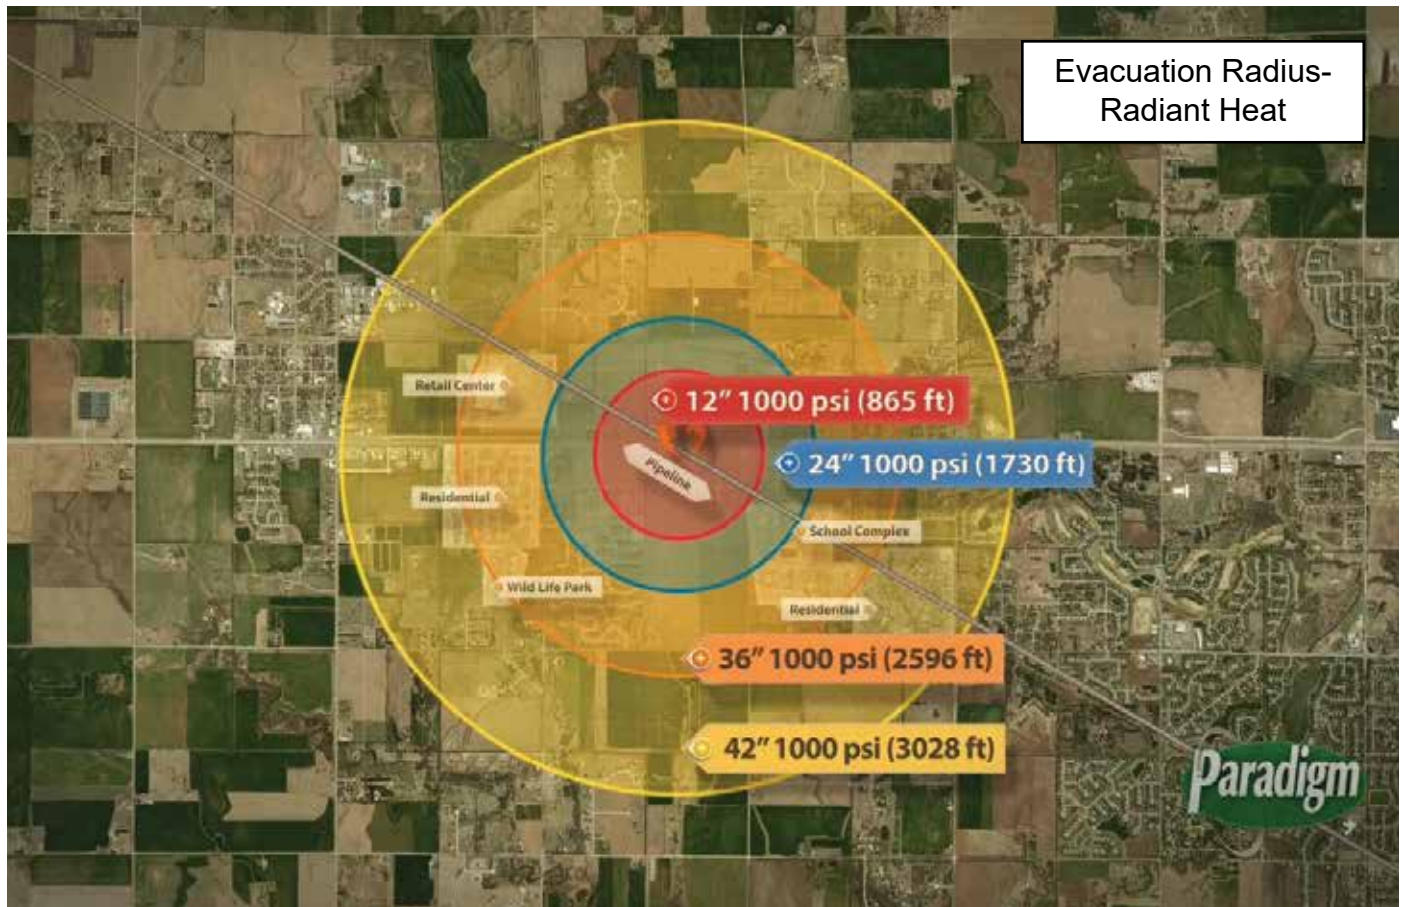 Evacuation Radius-
Radiant Heat
Retail Center
12” 1000 psi (865 ft)
24” 1000 psi (1730 ft)
Pipeline
Residential
School Complex
Wild Life Park
Residential
36” 1000 psi (2596 ft)
42” 1000 psi (3028 ft)
Paradigm